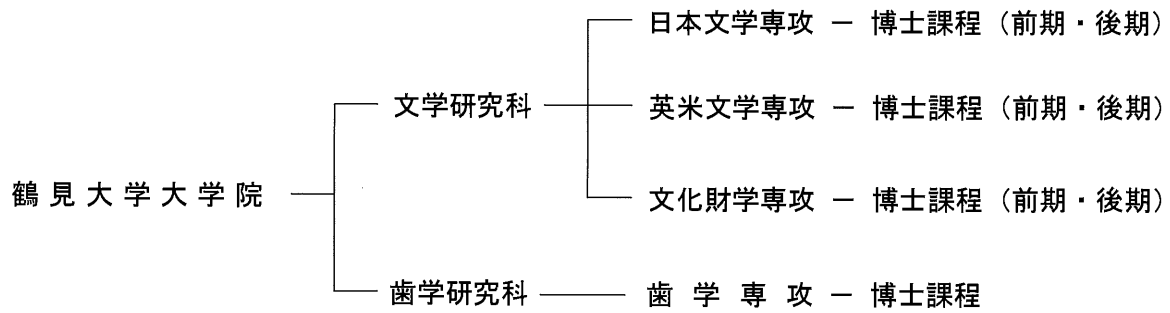 日本文学専攻 ー 博士課程(前期・後期)
文学研究科
英米文学専攻 ー 博士課程(前期・後期)
鶴見大学大学院
文化財学専攻 ー 博士課程(前期・後期)
歯学研究科
歯学専攻 ー 博士課程